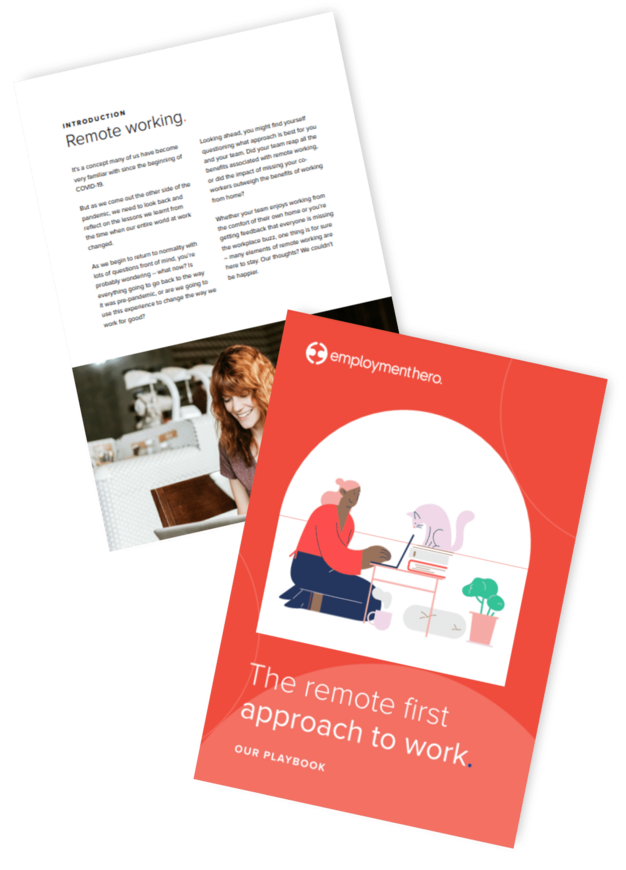 INTRODUCTION
Remote working.
It's a concept many of us have become
very familiar with since the beginning of
COVID-19.
But as we come out the other side of the
pandemic, we need to look back and
reflect on the lessons we learnt from
the time when our entire world at work
changed.
As we begin to return to normality with
lots of questions front of mind, you're
probably wondering – what now? Is
everything going to go back to the way
it was pre-pandemic, or are we going to
use this experience to change the way we
work for good?
Looking ahead, you might find yourself
questioning what approach is best for you
and your team. Did your team reap all the
benefits associated with remote working,
or did the impact of missing your co-
workers outweigh the benefits of working
from home?
Whether your team enjoys working from
the comfort of their own home or you're
getting feedback that everyone is missing
the workplace buzz, one thing is for sure
– many elements of remote working are
here to stay. Our thoughts? We couldn't
be happier.
employmenthero.
The remote first
approach to work.
OUR PLAYBOOK